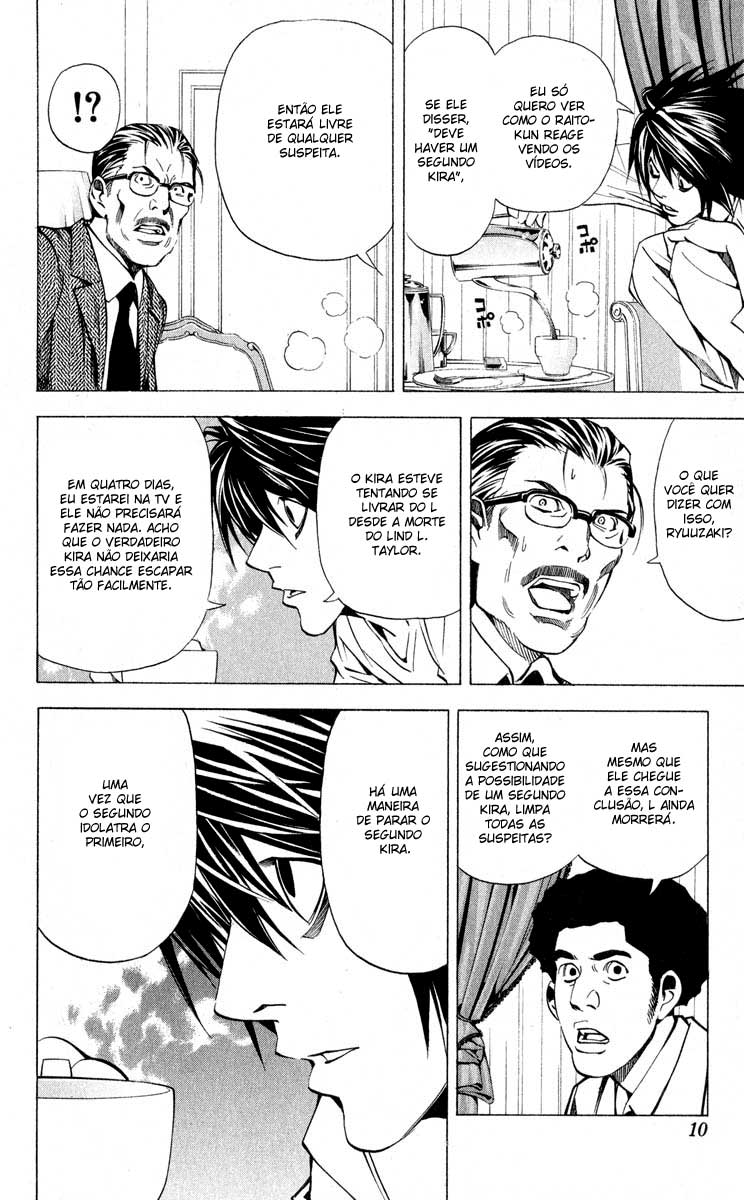 EU SÓ
QUERO VER
COMO O RAITO-
KUN REAGE
VENDO OS
VÍDEOS.
SE ELE
DISSER,
"DEVE
HAVER UM
SEGUNDO
KIRA",
ENTÃO ELE
ESTARÁ LIVRE
DE QUALQUER
SUSPEITA.
!?
O QUE
VOCÊ QUER
DIZER COM
ISSO,
RYUUZAKI?
O KIRA ESTEVE
TENTANDO SE
LIVRAR DO L
DESDE A MORTE
DO LIND L.
TAYLOR.
EM QUATRO DIAS,
EU ESTAREI NA TV E
ELE NÃO PRECISARÁ
FAZER NADA. ACHO
QUE O VERDADEIRO
KIRA NÃO DEIXARIA
ESSA CHANCE ESCAPAR
TÃO FACILMENTE.
MAS
MESMO QUE
ELE CHEGUE
A ESSA CON-
CLUSÃO, L AINDA
MORRERÁ.
ASSIM,
COMO QUE
SUGESTIONANDO
A POSSIBILIDADE
DE UM SEGUNDO
KIRA, LIMPA
TODAS AS
SUSPEITAS?
HÁ UMA
MANEIRA
DE PARAR O
SEGUNDO
KIRA.
UMA
VEZ QUE
O SEGUNDO
IDOLATRA O
PRIMEIRO,
10